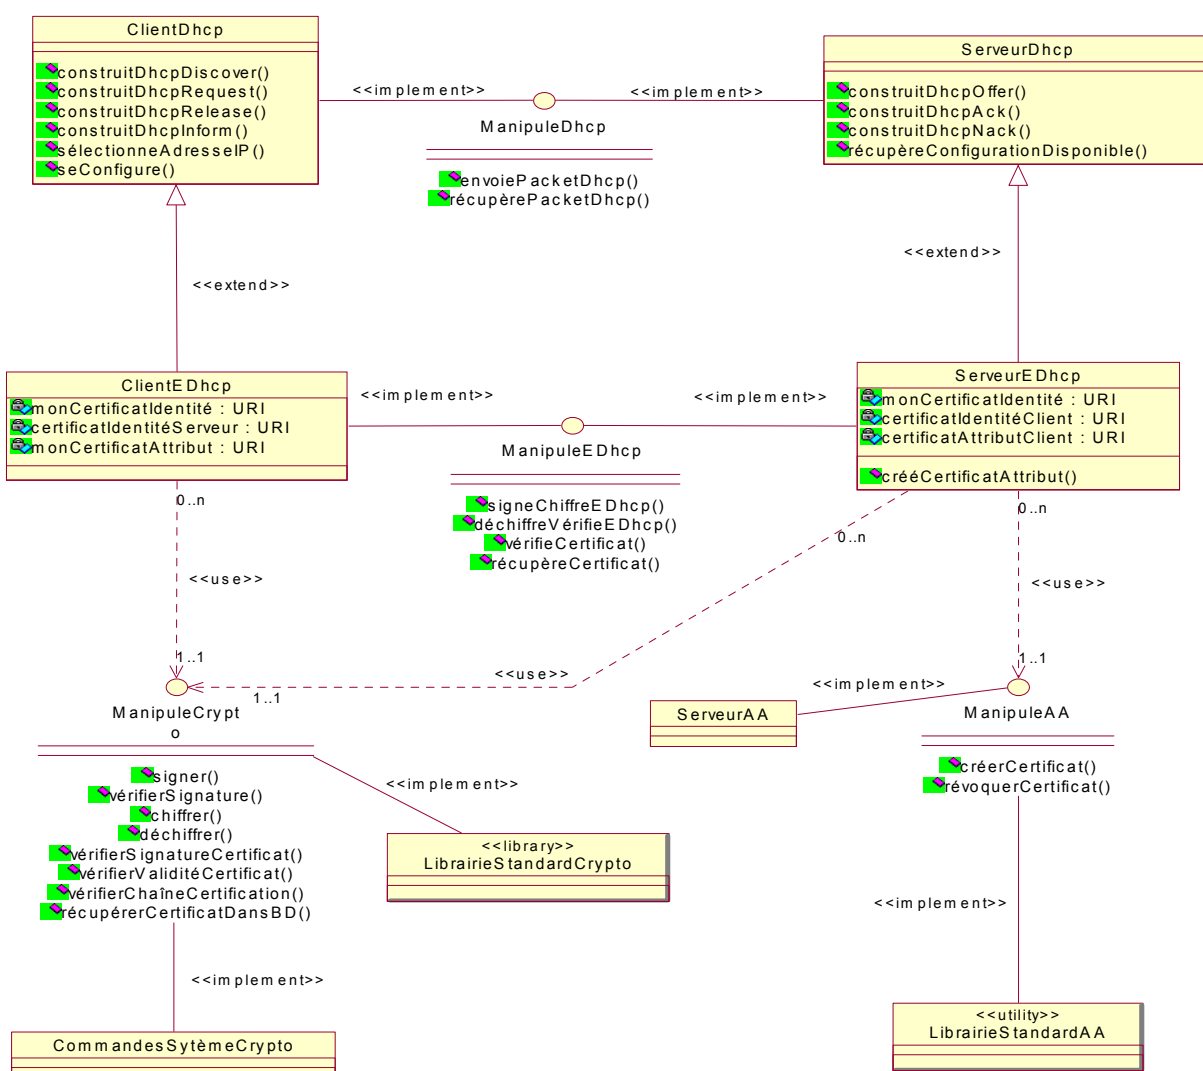 ClientDhcp
construitDhcpDiscover()
construitDhcpRequest()
construitDhcpRelease()
construitDhcpInform()
sélectionneAdresseIP()
seConfigure()
<<implement>>
<<implement>>
ManipuleDhcp
envoiePacketDhcp()
récupèrePacketDhcp()
ServeurDhcp
construitDhcpOffer()
construitDhcpAck()
construitDhcpNack()
récupèreConfigurationDisponible()
<<extend>>
<<extend>>
ClientEDhcp
monCertificatIdentité : URI
certificatIdentitéServeur : URI
monCertificatAttribut : URI
<<implement>>
<<implement>>
ManipuleEDhcp
signeChiffreEDhcp()
déchiffreVérifieEDhcp()
vérifieCertificat()
récupèreCertificat()
ServeurEDhcp
monCertificatIdentité : URI
certificatIdentitéClient : URI
certificatAttributClient : URI
crééCertificatAttribut()
0..n
0..n
0..n
<<use>>
<<use>>
<<use>>
1..1
1..1
1..1
ManipuleCrypt
o
signer()
vérifierSignature()
chiffrer()
déchiffrer()
vérifierSignatureCertificat()
vérifierValiditéCertificat()
vérifierChaîneCertification()
récupérerCertificatDansBD()
<<implement>>
<<library>>
LibrairieStandardCrypto
<<implement>>
ServeurAA
ManipuleAA
créerCertificat()
révoquerCertificat()
<<implement>>
<<implement>>
CommandesSytèmeCrypto
<<utility>>
LibrairieStandardAA